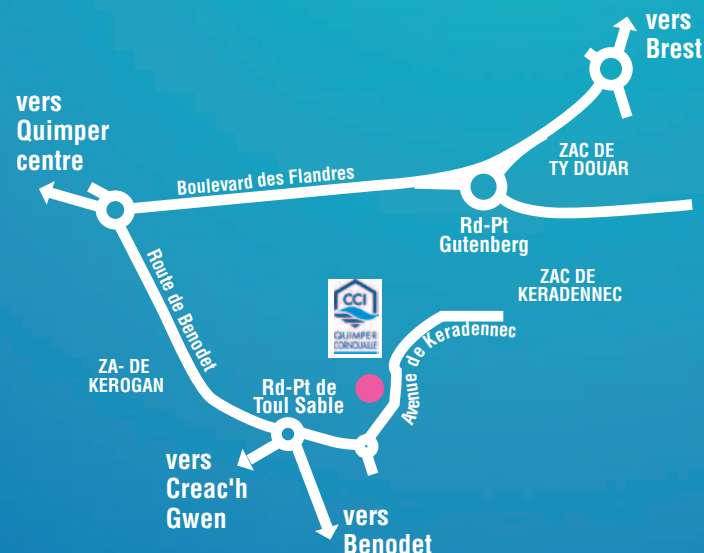 vers
Brest
vers
Quimper
centre
ZAC DE
TY DOUAR
Boulevard des Flandres
Rd-Pt
Gutenberg
ZAC DE
KERADENNEC
Route de Benodet
CCI
QUIMPER
CORNOUAILLE
Avenue de Keradennec
ZA- DE
KEROGAN
Rd-Pt de
Toul Sable
vers
Creac'h
Gwen
vers
Benodet